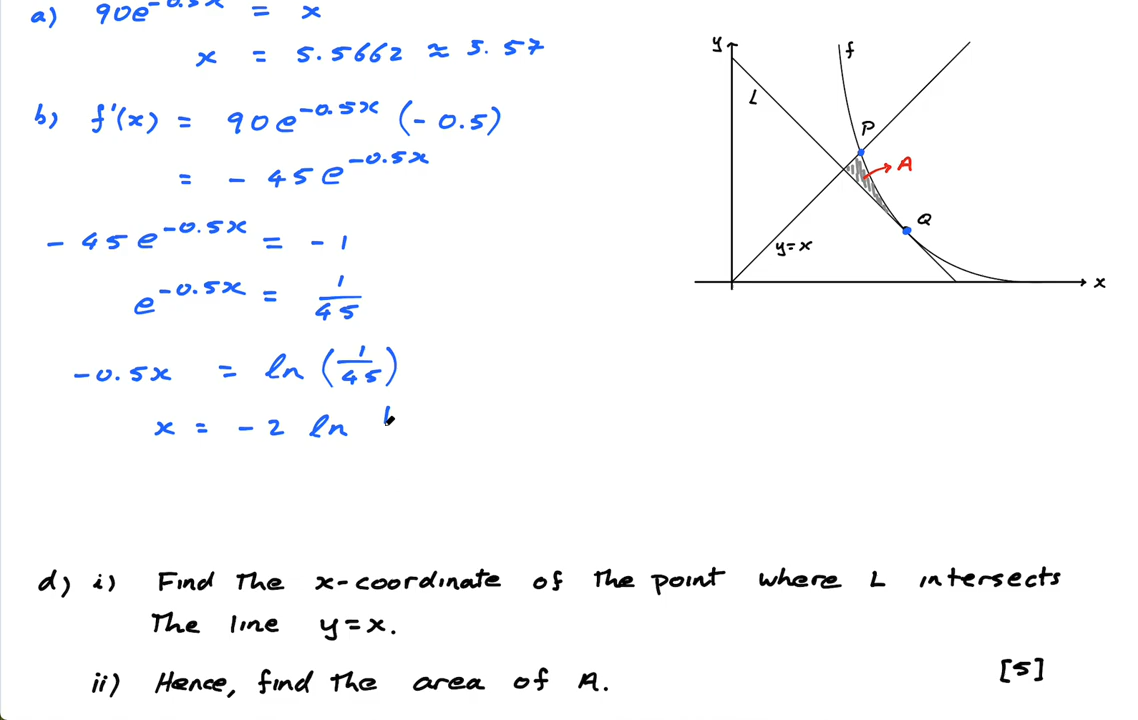 a) 90e^-0.5x = x
x = 5.5662 ≈ 5.57
b) f'(x) = 90e^-0.5x (-0.5)
= -45e^-0.5x
-45e^-0.5x = -1
e^-0.5x = 1/45
-0.5x = ln (1/45)
x = -2 ln
y
f
L
P
A
Q
y=x
x
d) i) Find the x-coordinate of the point where L intersects
the line y=x.
ii) Hence, find the area of A.
[5]